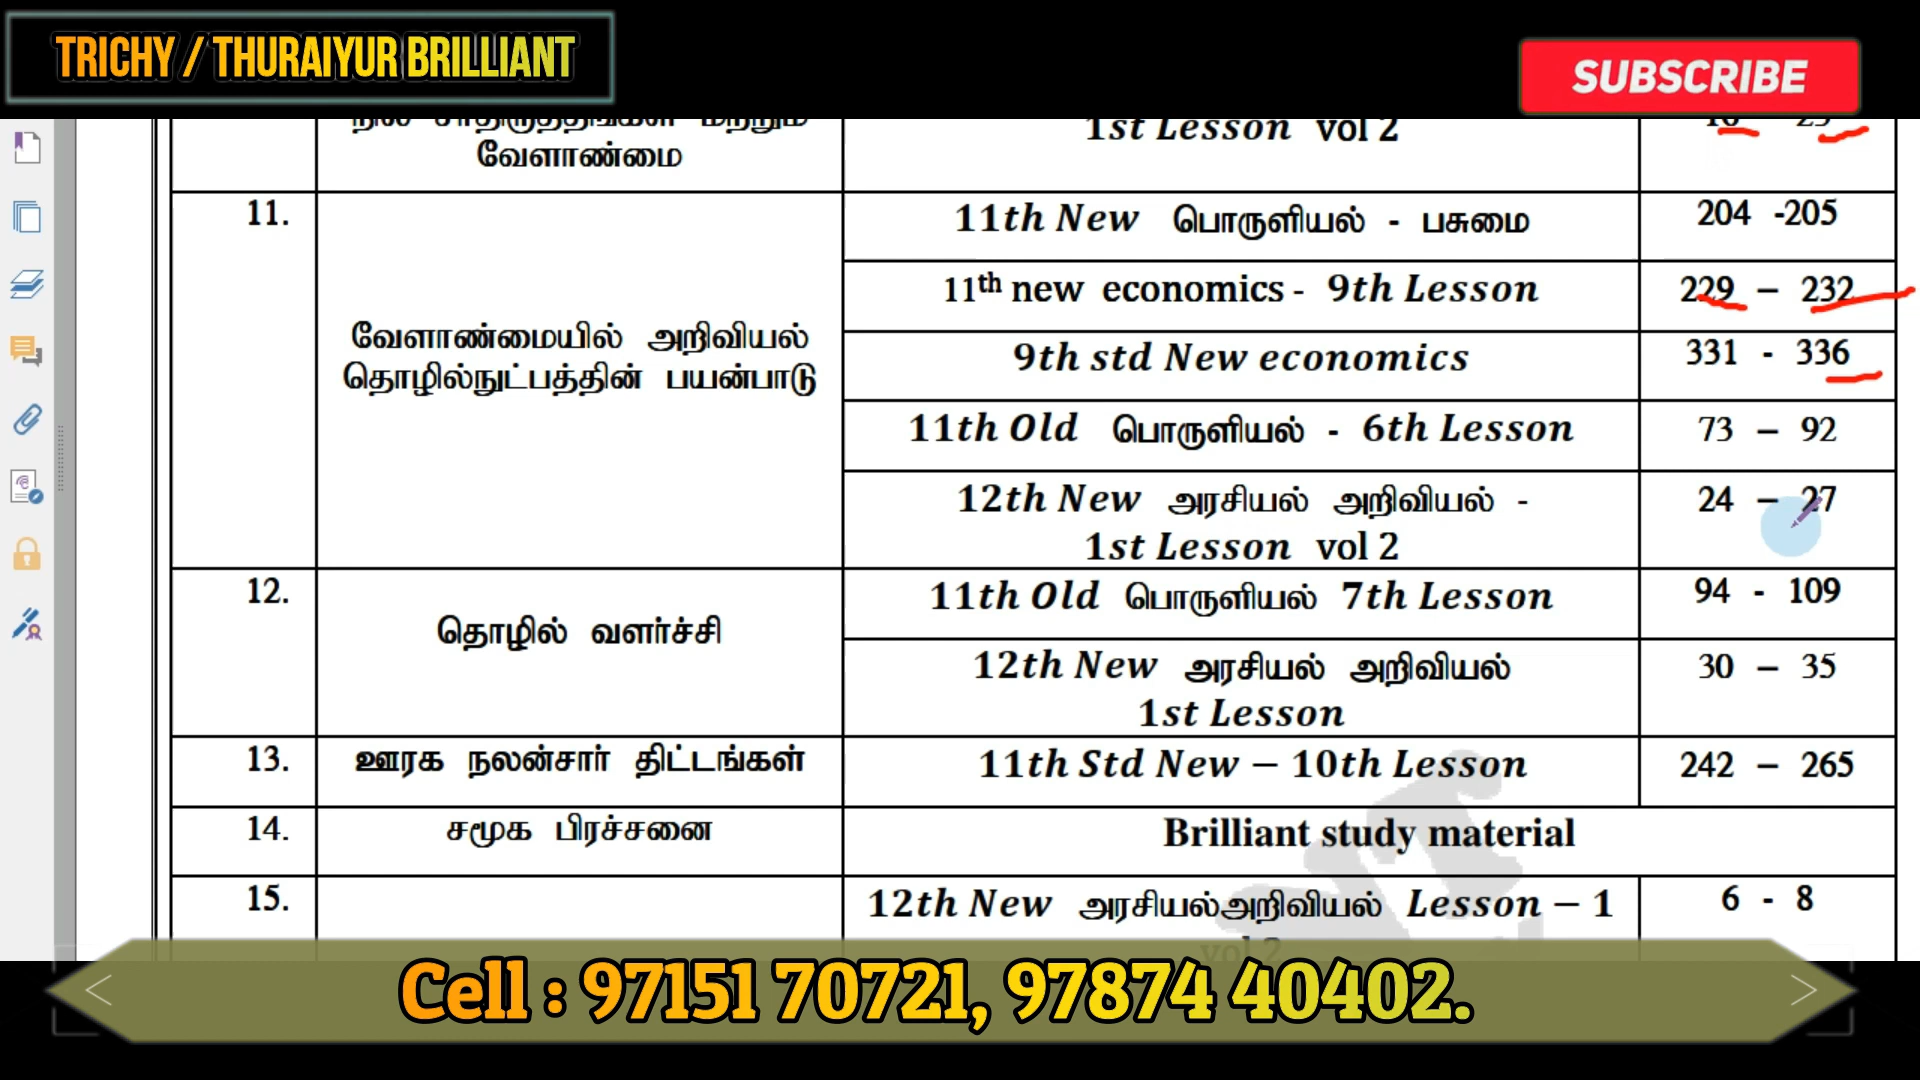 TRICHY / THURAIYUR BRILLIANT
SUBSCRIBE
நில சீர்திருத்தங்கள் மற்றும்
வேளாண்மை
1st Lesson vol 2
11.
வேளாண்மையில் அறிவியல்
தொழில்நுட்பத்தின் பயன்பாடு
11th New பொருளியல் - பசுமை
204 -205
11th new economics - 9th Lesson
229 – 232
9th std New economics
331 - 336
11th Old பொருளியல் - 6th Lesson
73 – 92
12th New அரசியல் அறிவியல் -
1st Lesson vol 2
24 – 27
12.
தொழில் வளர்ச்சி
11th Old பொருளியல் 7th Lesson
94 - 109
12th New அரசியல் அறிவியல்
1st Lesson
30 – 35
13.
ஊரக நலன்சார் திட்டங்கள்
11th Std New – 10th Lesson
242 – 265
14.
சமூக பிரச்சனை
Brilliant study material
15.
12th New அரசியல்அறிவியல் Lesson – 1
vol 2
6 - 8
Cell : 97151 70721, 97874 40402.